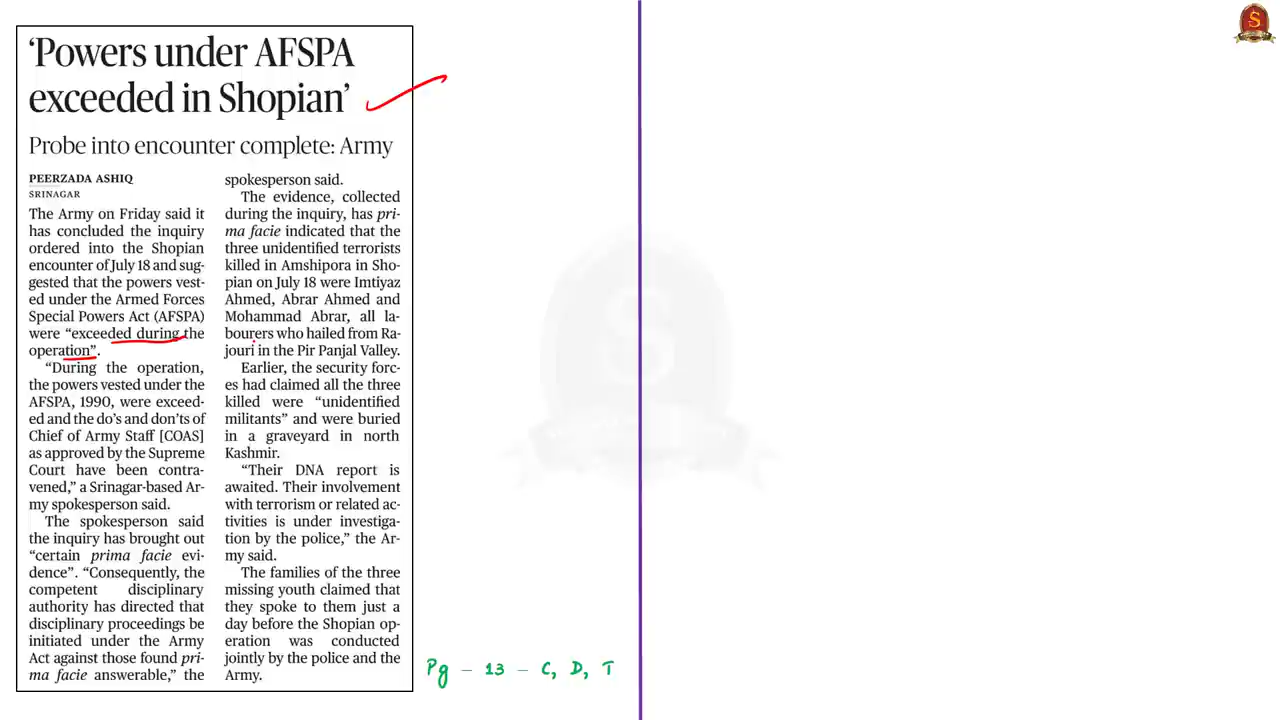 ‘Powers under AFSPA
exceeded in Shopian’
Probe into encounter complete: Army
PEERZADA ASHIQ
SRINAGAR
The Army on Friday said it
has concluded the inquiry
ordered into the Shopian
encounter of July 18 and sug-
gested that the powers vest-
ed under the Armed Forces
Special Powers Act (AFSPA)
were “exceeded during the
operation”.
“During the operation,
the powers vested under the
AFSPA, 1990, were exceed-
ed and the do’s and don’ts of
Chief of Army Staff [COAS]
as approved by the Supreme
Court have been contra-
vened,” a Srinagar-based Ar-
my spokesperson said.
The spokesperson said
the inquiry has brought out
“certain prima facie evi-
dence”. “Consequently, the
competent disciplinary
authority has directed that
disciplinary proceedings be
initiated under the Army
Act against those found pri-
ma facie answerable,” the
spokesperson said.
The evidence, collected
during the inquiry, has pri-
ma facie indicated that the
three unidentified terrorists
killed in Amshipora in Sho-
pian on July 18 were Imtiyaz
Ahmed, Abrar Ahmed and
Mohammad Abrar, all la-
bourers who hailed from Ra-
jouri in the Pir Panjal Valley.
Earlier, the security forc-
es had claimed all the three
killed were “unidentified
militants” and were buried
in a graveyard in north
Kashmir.
“Their DNA report is
awaited. Their involvement
with terrorism or related ac-
tivities is under investiga-
tion by the police,” the Ar-
my said.
The families of the three
missing youth claimed that
they spoke to them just a
day before the Shopian op-
eration was conducted
jointly by the police and the
Army.
Pg - 13 - C, D, T
S
S